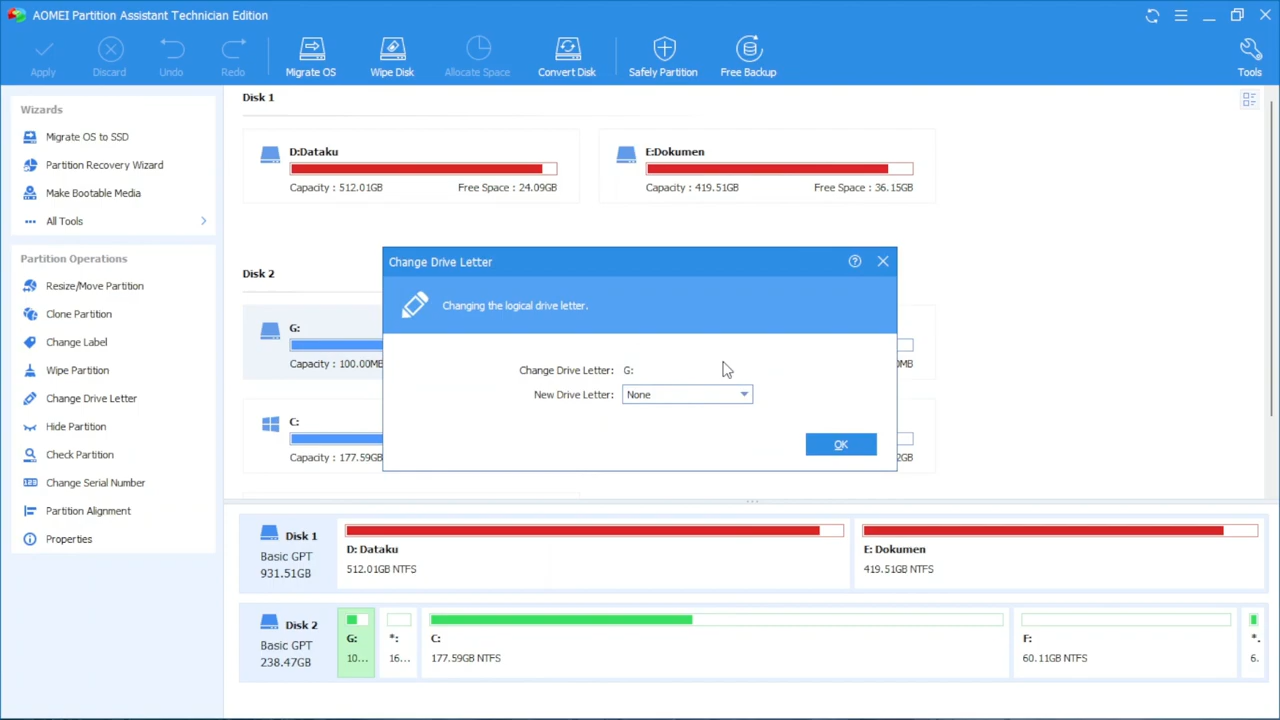 AOMEI Partition Assistant Technician Edition
Apply
Discard
Undo
Redo
Migrate OS
Wipe Disk
Allocate Space
Convert Disk
Safely Partition
Free Backup
Tools
Wizards
Migrate OS to SSD
Partition Recovery Wizard
Make Bootable Media
All Tools
Partition Operations
Resize/Move Partition
Clone Partition
Change Label
Wipe Partition
Change Drive Letter
Hide Partition
Check Partition
Change Serial Number
Partition Alignment
Properties
Disk 1
D:Dataku
Capacity : 512.01GB Free Space : 24.09GB
E:Dokumen
Capacity : 419.51GB Free Space : 36.15GB
Disk 2
G:
Capacity : 100.00MB
C:
Capacity : 177.59GB
Change Drive Letter
Changing the logical drive letter.
Change Drive Letter: G:
New Drive Letter: None
OK
Disk 1
Basic GPT
931.51GB
D: Dataku
512.01GB NTFS
E: Dokumen
419.51GB NTFS
Disk 2
Basic GPT
238.47GB
G:
10...
*:
16...
C:
177.59GB NTFS
F:
60.11GB NTFS
*.
6.